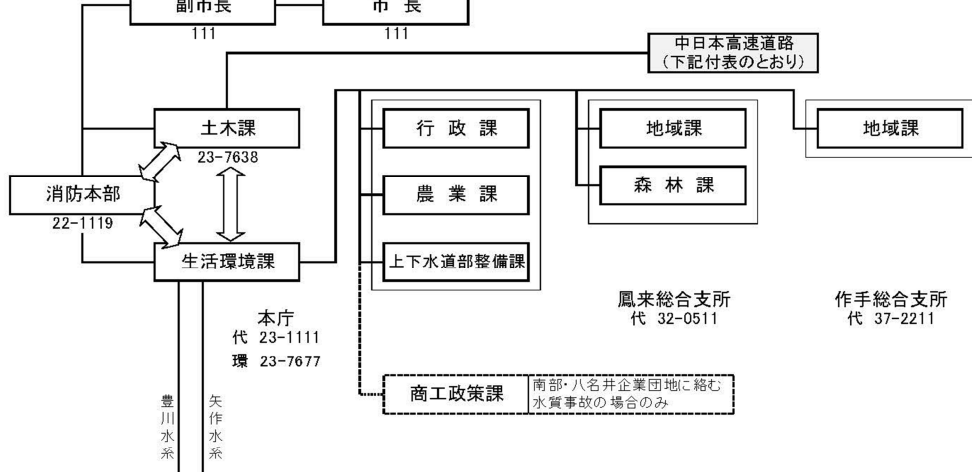 副市長
市 長
111
111
中日本高速道路
(下記付表のとおり)
土木課
23-7638
行 政 課
地域課
地域課
消防本部
22-1119
農 業 課
森 林 課
生活環境課
上下水道部整備課
本庁
代 23-1111
環 23-7677
鳳来総合支所
代 32-0511
作手総合支所
代 37-2211
商工政策課
南部・八名井企業団地に絡む
水質事故の場合のみ
豊川水系
矢作水系